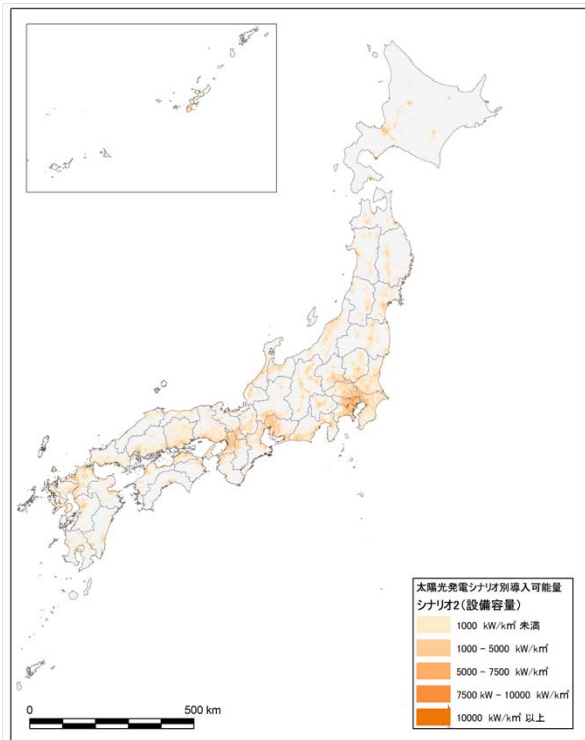 太陽光発電シナリオ別導入可能量
シナリオ2(設備容量)
1000 kW/k㎡ 未満
1000 - 5000 kW/k㎡
5000 - 7500 kW/k㎡
7500 kW - 10000 kW/k㎡
10000 kW/k㎡ 以上
0 500 km